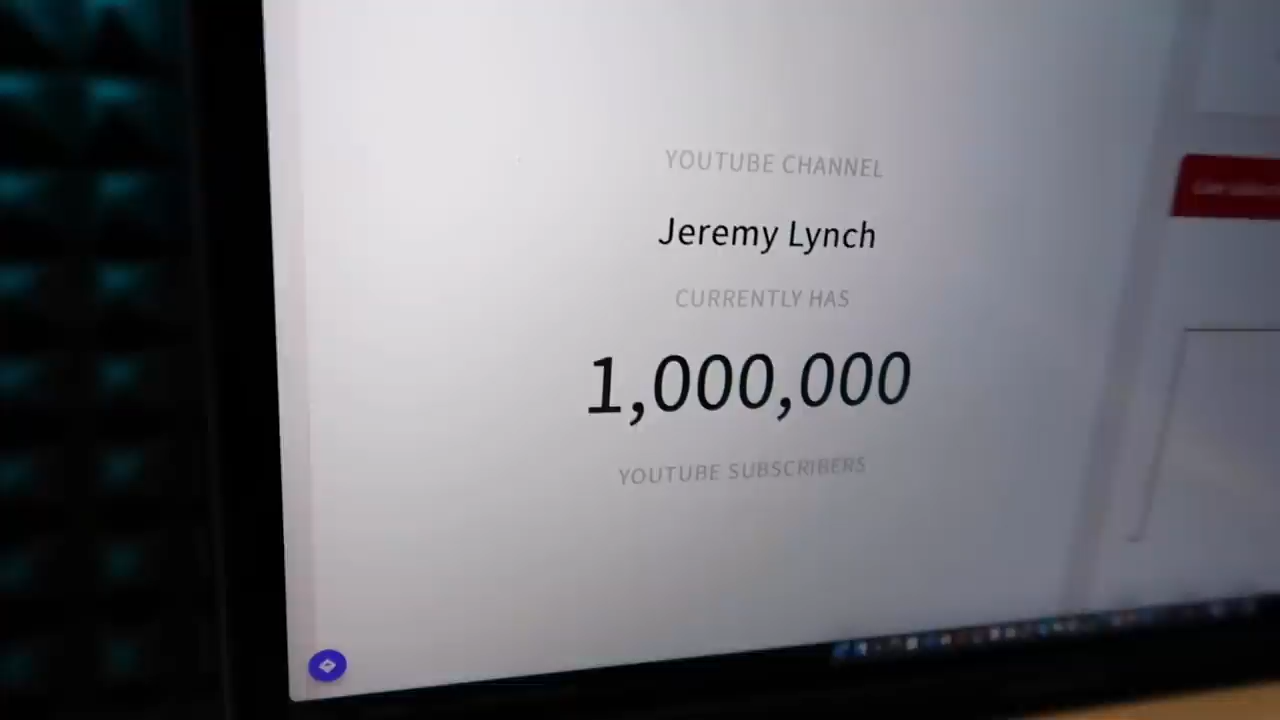 YOUTUBE CHANNEL
Jeremy Lynch
CURRENTLY HAS
1,000,000
YOUTUBE SUBSCRIBERS